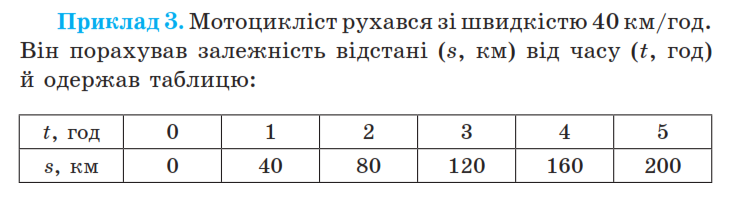 Приклад 3. Мотоцикліст рухався зі швидкістю 40 км/год.
Він порахував залежність відстані (s, км) від часу (t, год)
й одержав таблицю:
t, год 0 1 2 3 4 5
s, км 0 40 80 120 160 200